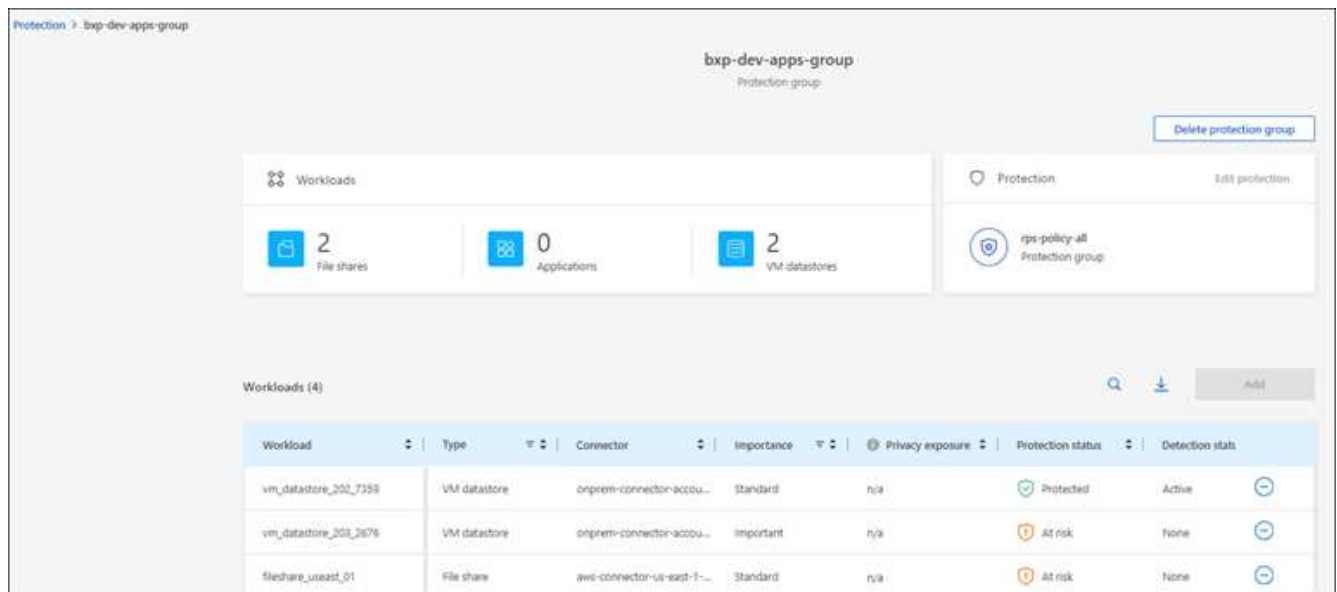 Protection > bxp-dev-apps-group
bxp-dev-apps-group
Protection group
Delete protection group
Workloads
Protection Edit protection
2
File shares
0
Applications
2
VM datastores
rps-policy-all
Protection group
Workloads (4)
Add
Workload Type Connector Importance Privacy exposure Protection status Detection stat
vm_datastore_202_7359 VM datastore onprem-connector-accou... Standard n/a Protected Active
vm_datastore_203_2676 VM datastore onprem-connector-accou... Important n/a At risk None
fileshare_useast_01 File share aws-connector-us-east-1-... Standard n/a At risk None